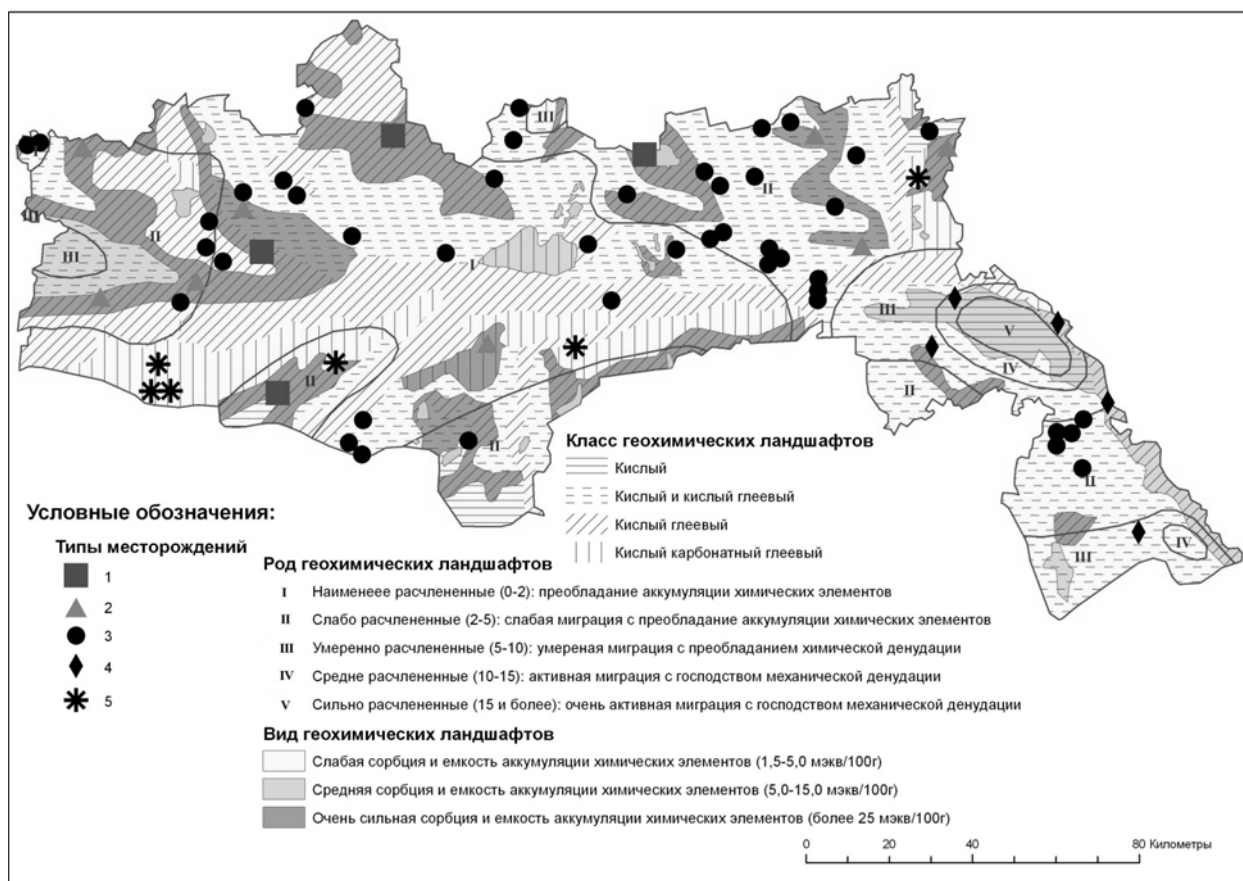 III
I
III
II
III
II
I
III
V
IV
II
II
II
II
IV
III
Класс геохимических ландшафтов
Кислый
Кислый и кислый глеевый
Кислый глеевый
Кислый карбонатный глеевый
Условные обозначения:
Типы месторождений
1
2
3
4
5
Род геохимических ландшафтов
I Наименеее расчлененные (0-2): преобладание аккумуляции химических элементов
II Слабо расчлененные (2-5): слабая миграция с преобладание аккумуляции химических элементов
III Умеренно расчлененные (5-10): умереная миграция с преобладанием химической денудации
IV Средне расчлененные (10-15): активная миграция с господством механической денудации
V Сильно расчлененные (15 и более): очень активная миграция с господством механической денудации
Вид геохимических ландшафтов
Слабая сорбция и емкость аккумуляции химических элементов (1,5-5,0 мэкв/100г)
Средняя сорбция и емкость аккумуляции химических элементов (5,0-15,0 мэкв/100г)
Очень сильная сорбция и емкость аккумуляции химических элементов (более 25 мэкв/100г)
0 20 40 80 Километры